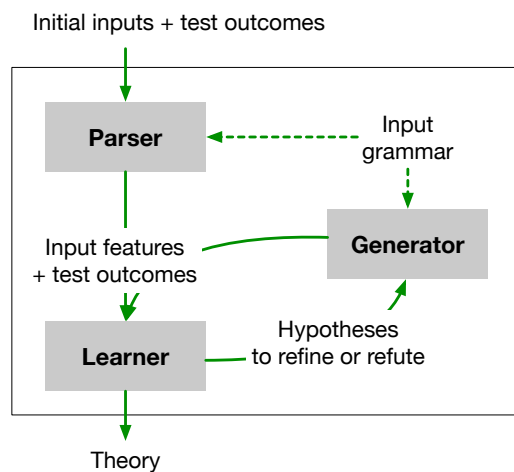 Initial inputs + test outcomes
Parser
Input
grammar
Input features
+ test outcomes
Generator
Learner
Hypotheses
to refine or refute
Theory